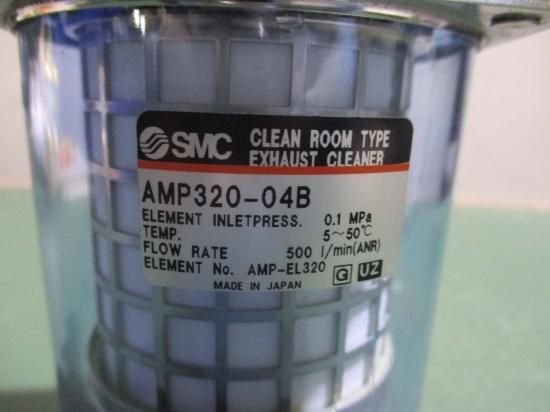 SMC CLEAN ROOM TYPE
EXHAUST CLEANER
AMP320-04B
ELEMENT INLETPRESS. 0.1 MPa
TEMP. 5~50℃
FLOW RATE 500 l/min(ANR)
ELEMENT No. AMP-EL320 G UZ
MADE IN JAPAN